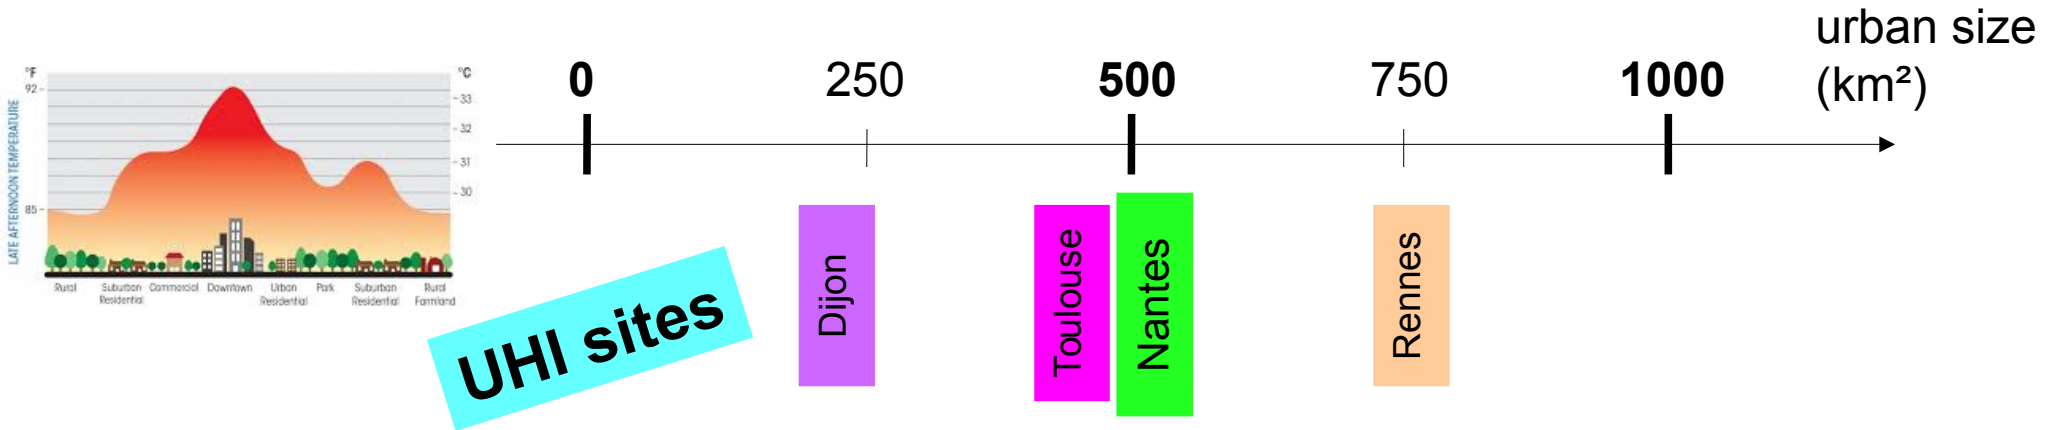 °F
°C
92
33
32
31
30
85
LATE AFTERNOON TEMPERATURE
Rural
Suburban
Residential
Commercial
Downtown
Urban
Residential
Park
Suburban
Residential
Rural
Farmland
0
250
500
750
1000
urban size
(km²)
UHI sites
Dijon
Toulouse
Nantes
Rennes